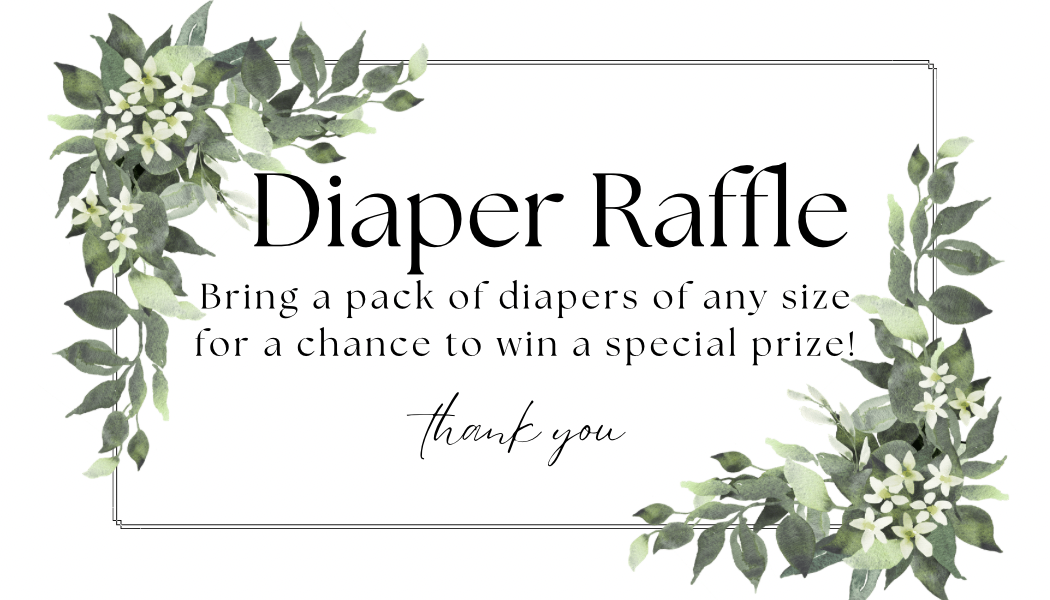 Diaper Raffle
Bring a pack of diapers of any size
for a chance to win a special prize!
thank you